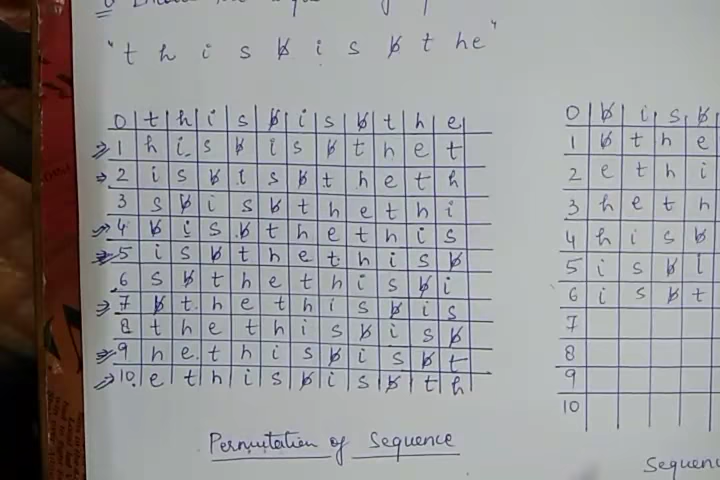 "t h i s ƀ i s ƀ t h e"
0 t h i s ƀ i s ƀ t h e
1 h i s ƀ i s ƀ t h e t
2 i s ƀ i s ƀ t h e t h
3 s ƀ i s ƀ t h e t h i
4 ƀ i s ƀ t h e t h i s
5 i s ƀ t h e t h i s ƀ
6 s ƀ t h e t h i s ƀ i
7 ƀ t h e t h i s ƀ i s
8 t h e t h i s ƀ i s ƀ
9 h e t h i s ƀ i s ƀ t
10 e t h i s ƀ i s ƀ t h
Permutation of Sequence
0 ƀ i s ƀ
1 ƀ t h e
2 e t h i
3 h e t h
4 h i s ƀ
5 i s ƀ i
6 i s ƀ t
7
8
9
10